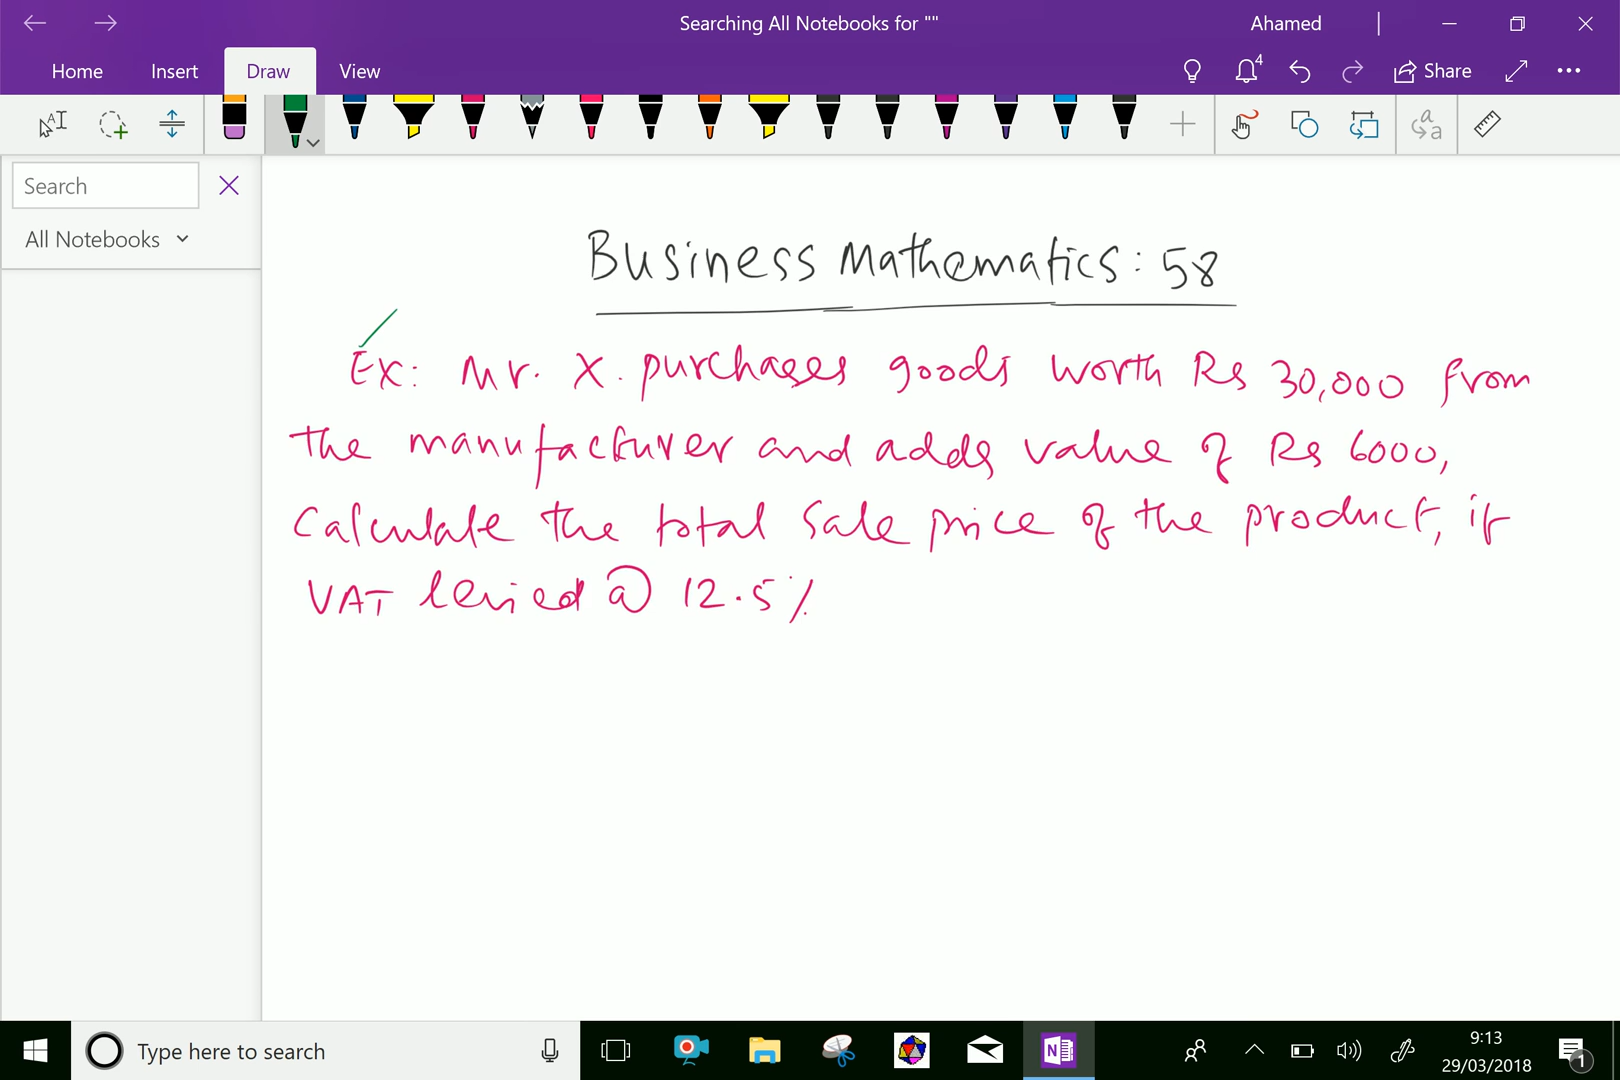 Searching All Notebooks for ""
Ahamed
Home Insert Draw View
4
Share
Search
All Notebooks
Business Mathematics: 58
Ex: Mr. X. purchases goods worth Rs 30,000 from
the manufacturer and adds value of Rs 6000,
Calculate the total sale price of the product, if
VAT levied @ 12.5%
Type here to search
9:13
29/03/2018
1